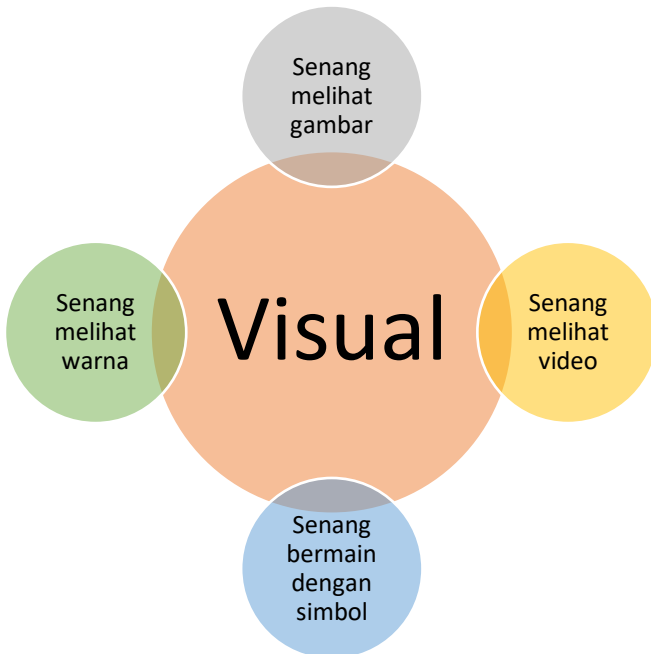 Senang
melihat
gambar
Senang
melihat
warna
Visual
Senang
melihat
video
Senang
bermain
dengan
simbol